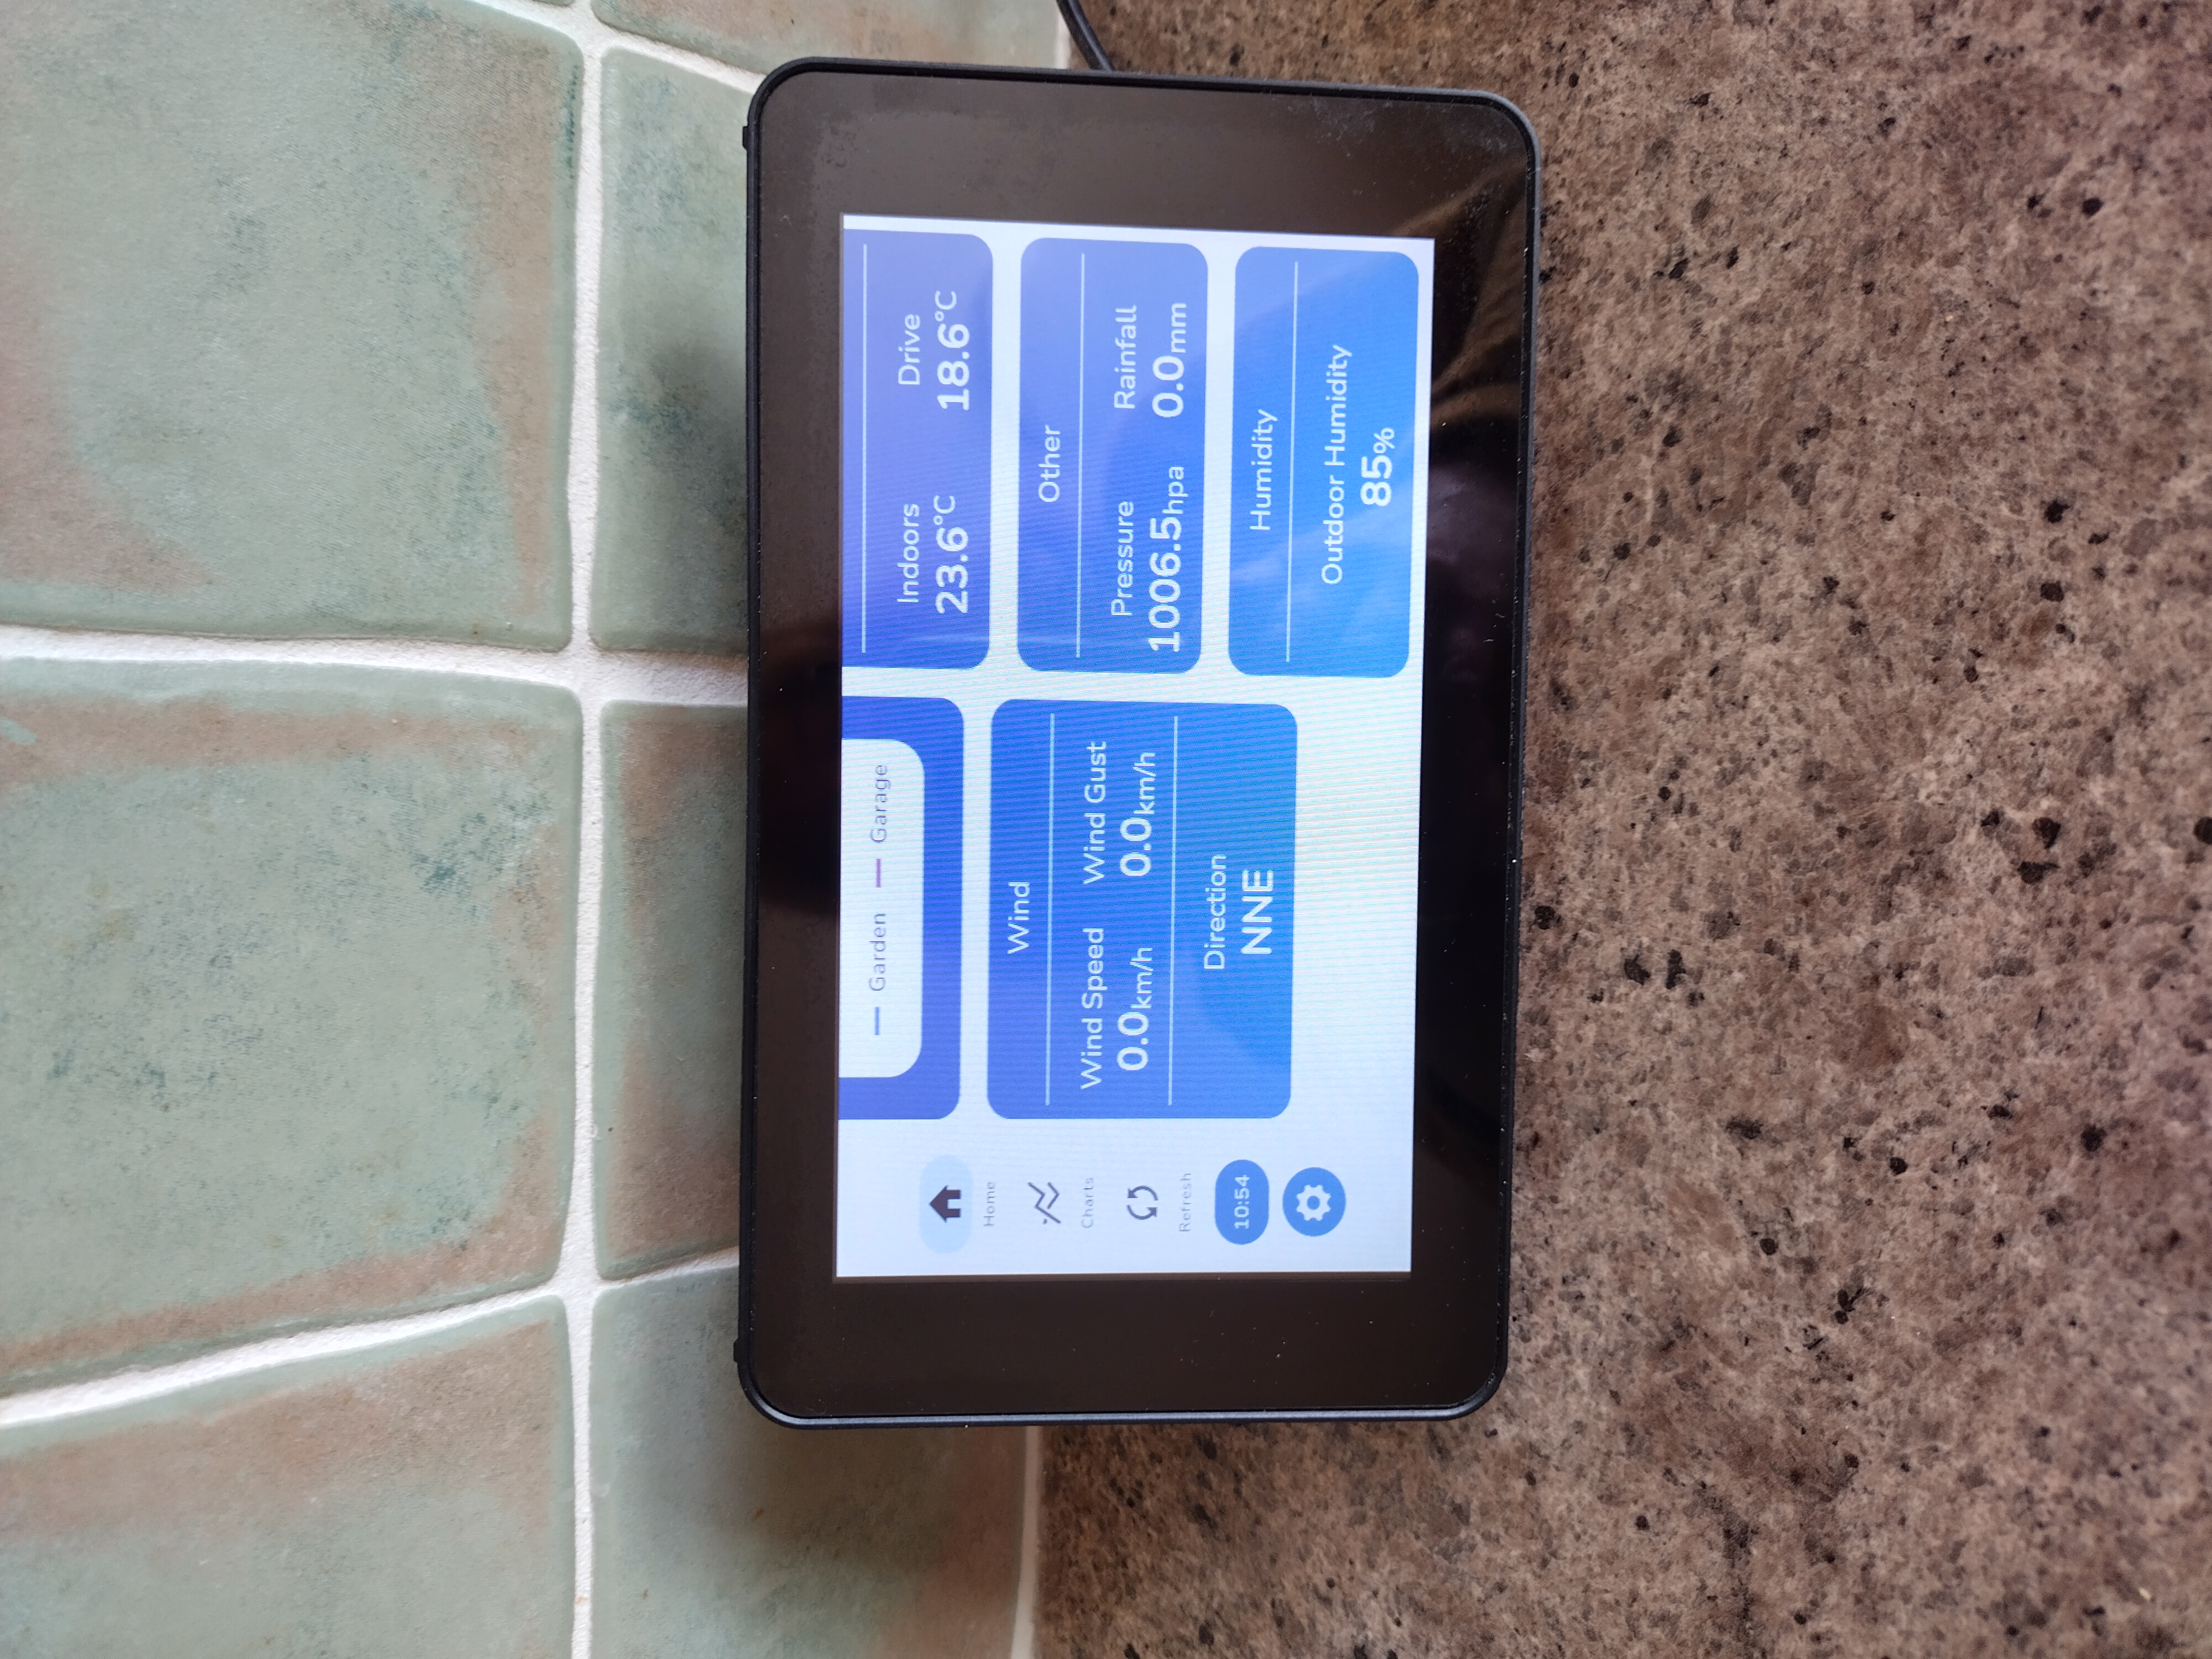 Home
Charts
Refresh
10:54
Garden Garage
Wind
Wind Speed Wind Gust
0.0km/h 0.0km/h
Direction
NNE
Indoors Drive
23.6°C 18.6°C
Other
Pressure Rainfall
1006.5hpa 0.0mm
Humidity
Outdoor Humidity
85%